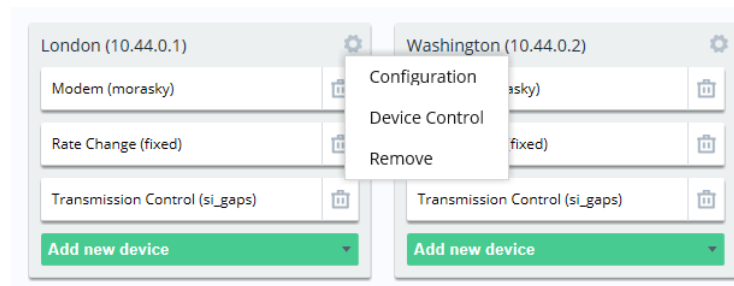 London (10.44.0.1)
Modem (morasky)
Rate Change (fixed)
Transmission Control (si_gaps)
Add new device
Configuration
Device Control
Remove
Washington (10.44.0.2)
(fixed)
Transmission Control (si_gaps)
Add new device